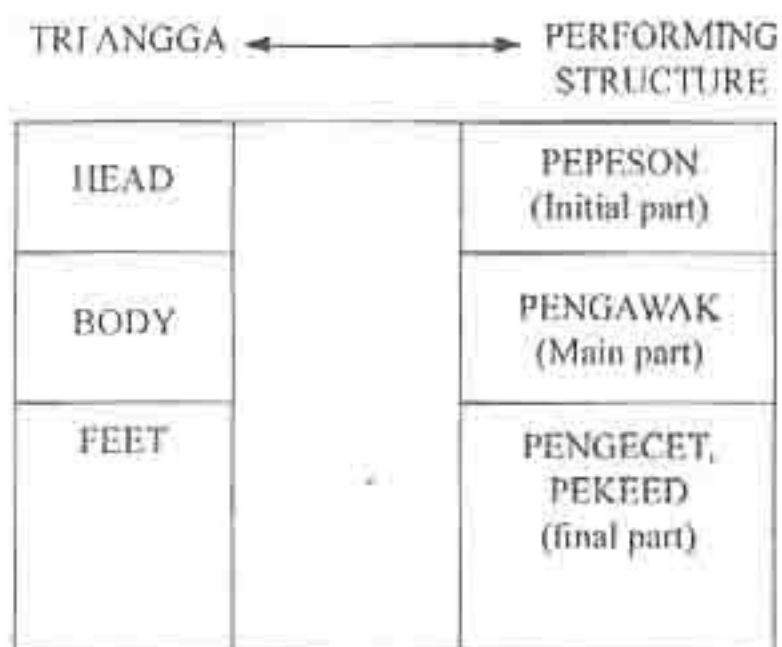 TRI ANGGA
PERFORMING
STRUCTURE
HEAD
PEPESON
(Initial part)
BODY
PENGAWAK
(Main part)
FEET
PENGECET,
PEKEED
(final part)